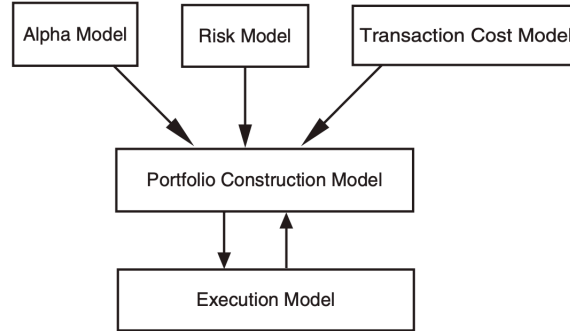 Alpha Model
Risk Model
Transaction Cost Model
Portfolio Construction Model
Execution Model